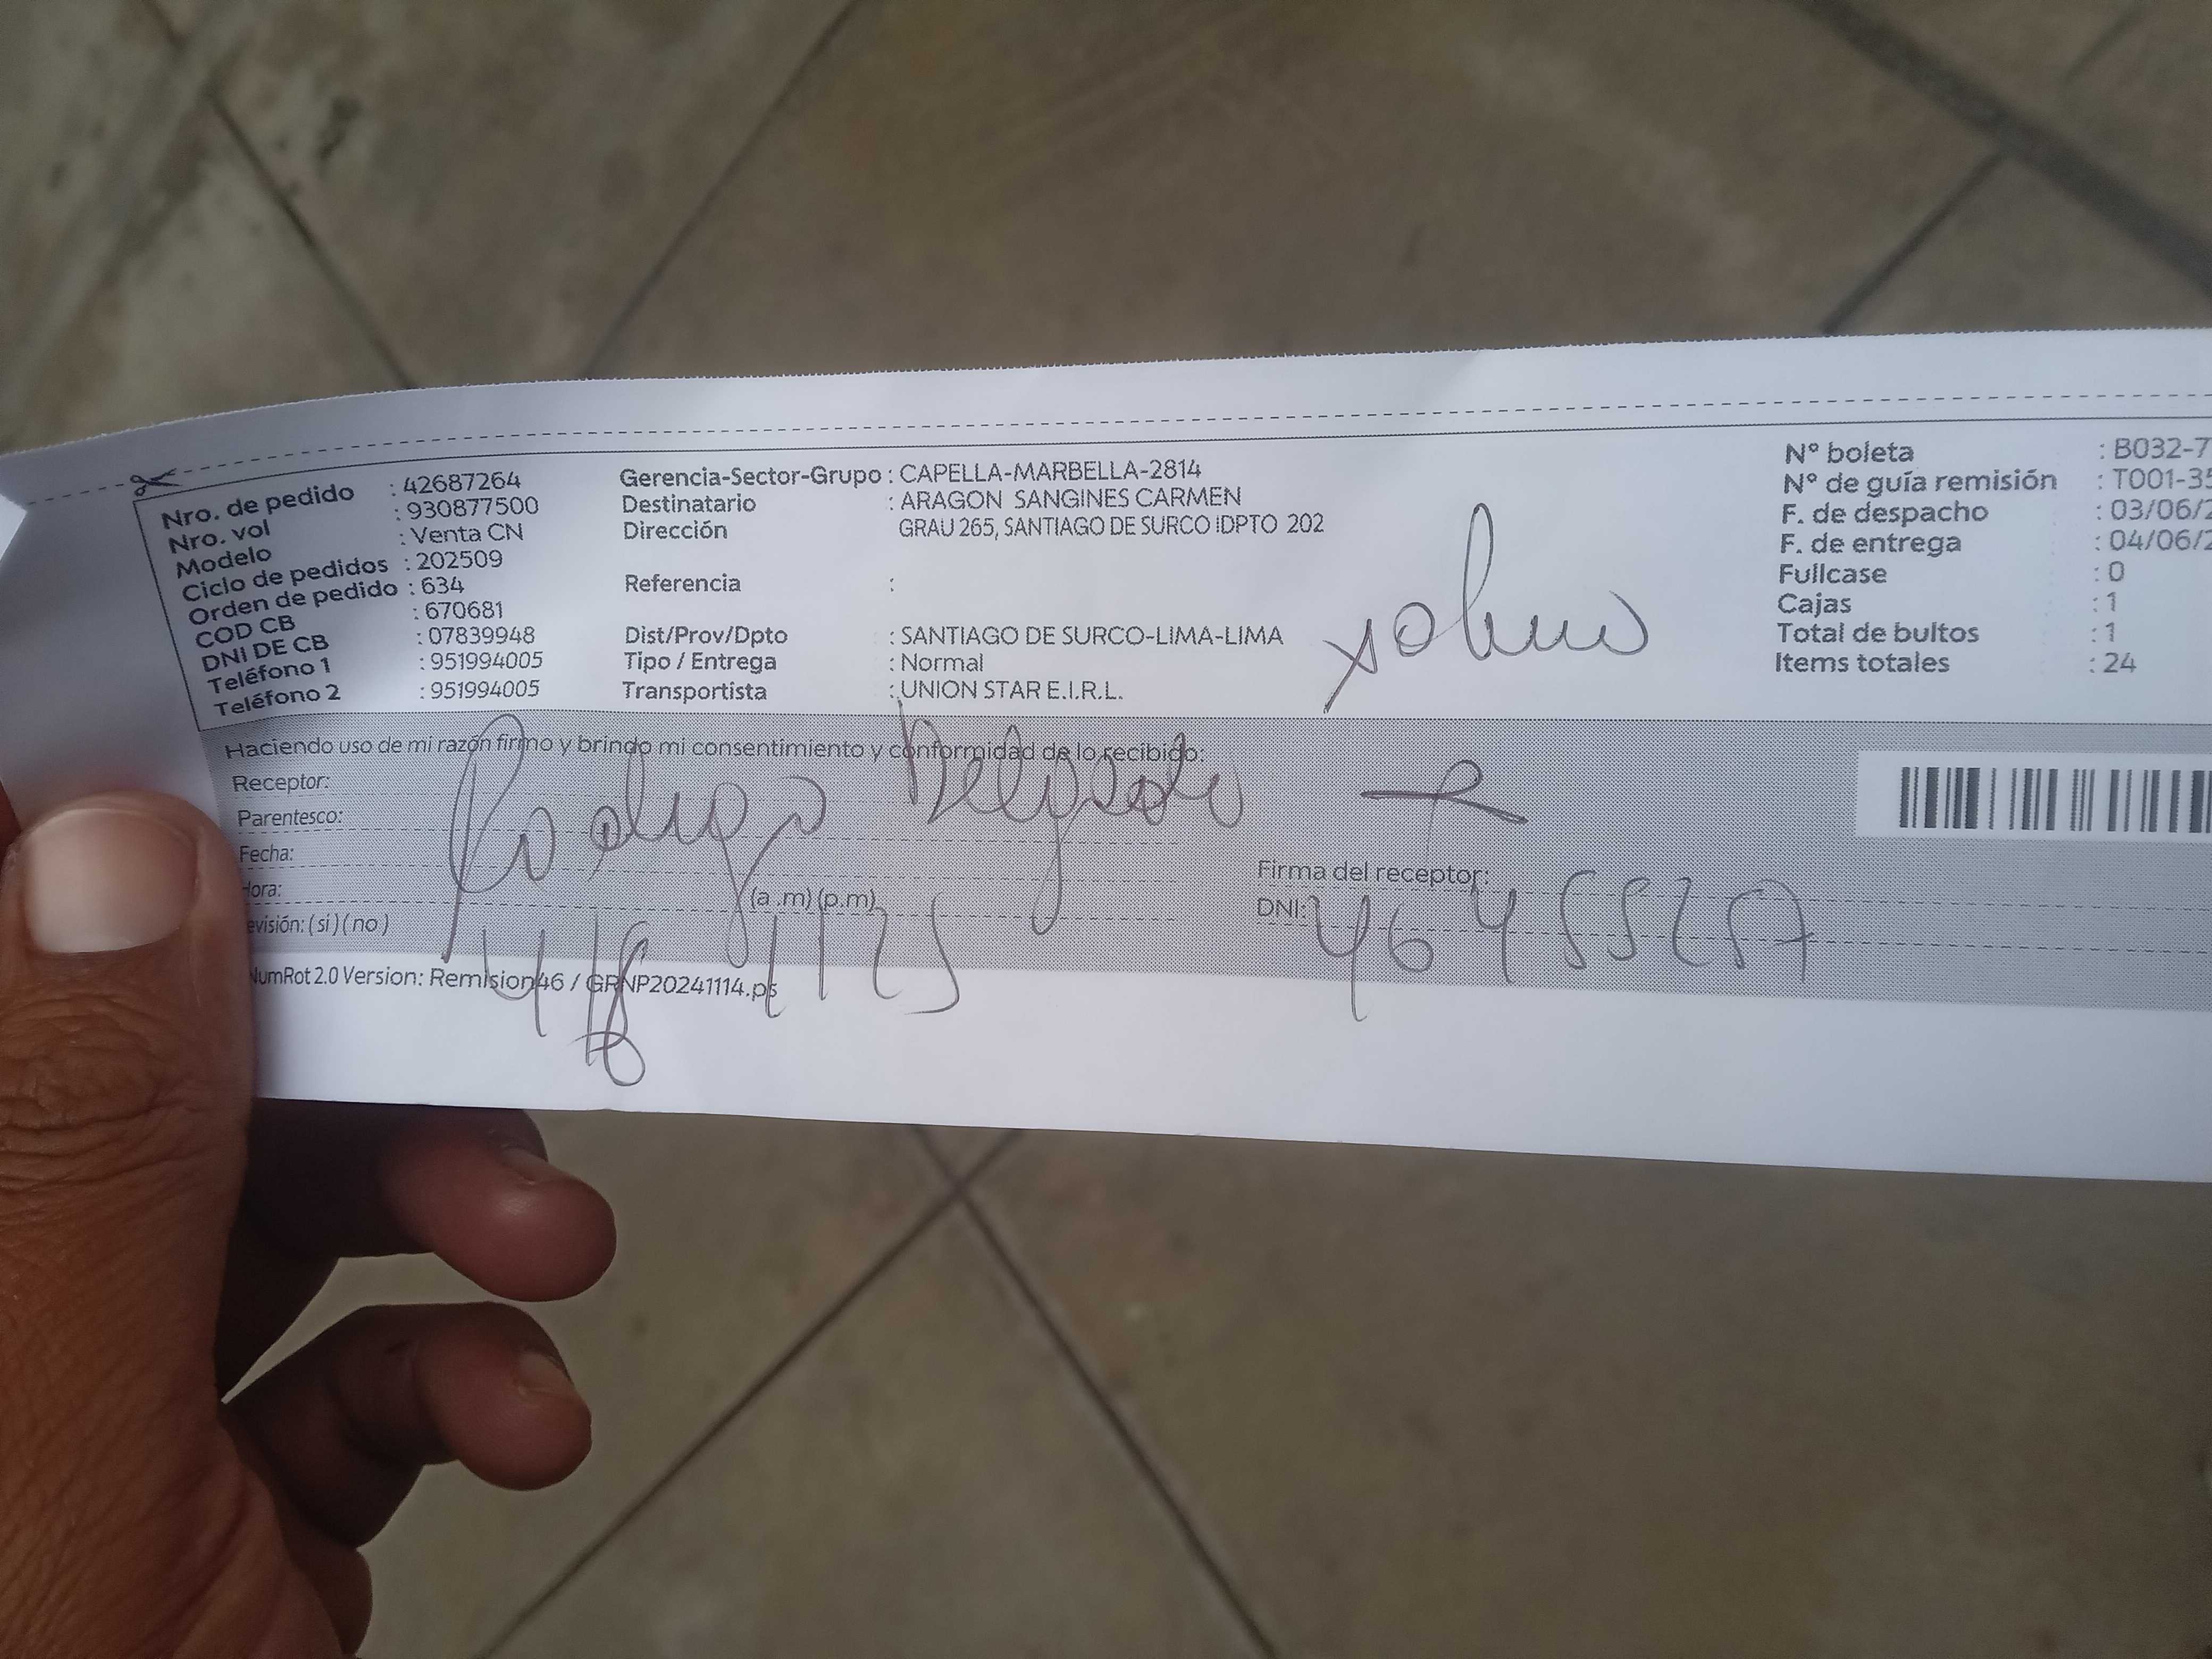 Nro. de pedido : 42687264
Nro. vol : 930877500
Modelo : Venta CN
Ciclo de pedidos : 202509
Orden de pedido : 634
COD CB : 670681
DNI DE CB : 07839948
Teléfono 1 : 951994005
Teléfono 2 : 951994005
Gerencia-Sector-Grupo : CAPELLA-MARBELLA-2814
Destinatario : ARAGON SANGINES CARMEN
Dirección GRAU 265, SANTIAGO DE SURCO IDPTO 202
Referencia :
Dist/Prov/Dpto : SANTIAGO DE SURCO-LIMA-LIMA
Tipo / Entrega : Normal
Transportista : UNION STAR E.I.R.L.
N° boleta : B032-7
N° de guía remisión : T001-35
F. de despacho : 03/06/2
F. de entrega : 04/06/2
Fullcase : 0
Cajas : 1
Total de bultos : 1
Items totales : 24
Haciendo uso de mi razón firmo y brindo mi consentimiento y conformidad de lo recibido:
Receptor: Rodrigo Delgado
Parentesco:
Fecha:
Hora: (a .m) (p.m)
evisión: ( si ) ( no )
Firma del receptor:
DNI: 46455257
NumRot 2.0 Version: Remision46 / GRNP20241114.ps